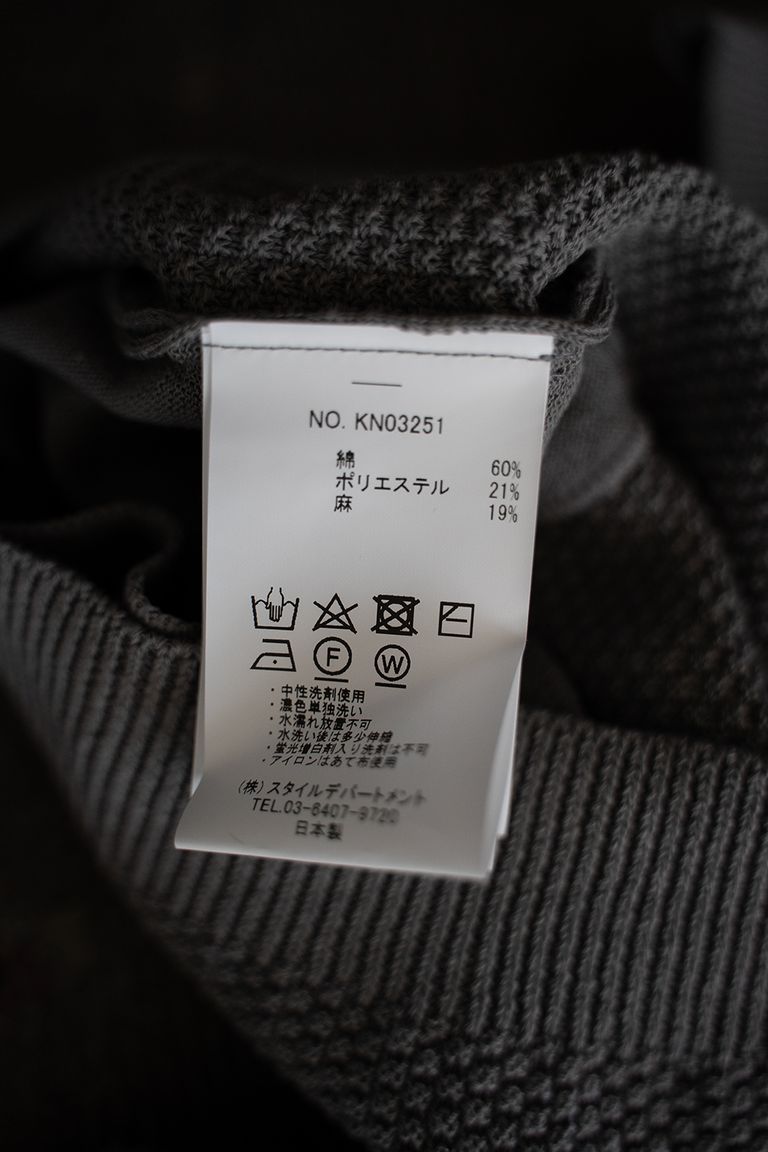 NO. KN03251
綿 60%
ポリエステル 21%
麻 19%
F W
・中性洗剤使用
・濃色単独洗い
・水濡れ放置不可
・水洗い後は多少伸縮
・蛍光増白剤入り洗剤は不可
・アイロンはあて布使用
(株)スタイルデパートメント
TEL.03-6407-9720
日本製